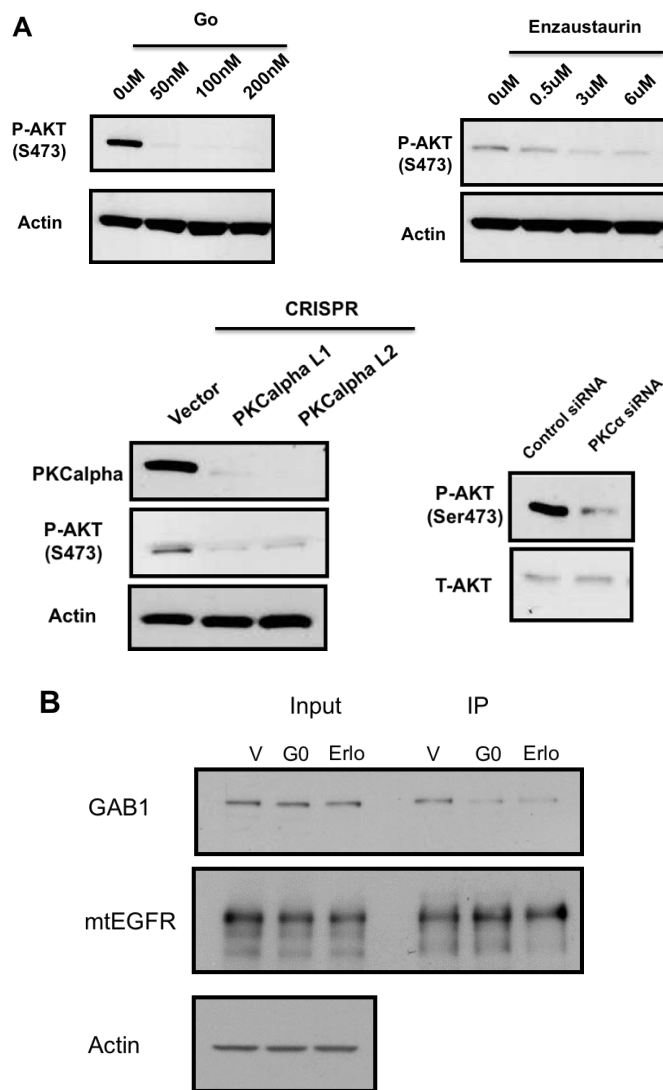 A
Go
0uM 50nM 100nM 200nM
P-AKT
(S473)
Actin
Enzaustaurin
0uM 0.5uM 3uM 6uM
P-AKT
(S473)
Actin
CRISPR
Vector PKCalpha L1 PKCalpha L2
PKCalpha
P-AKT
(S473)
Actin
Control siRNA PKCα siRNA
P-AKT
(Ser473)
T-AKT
B
Input IP
V G0 Erlo V G0 Erlo
GAB1
mtEGFR
Actin